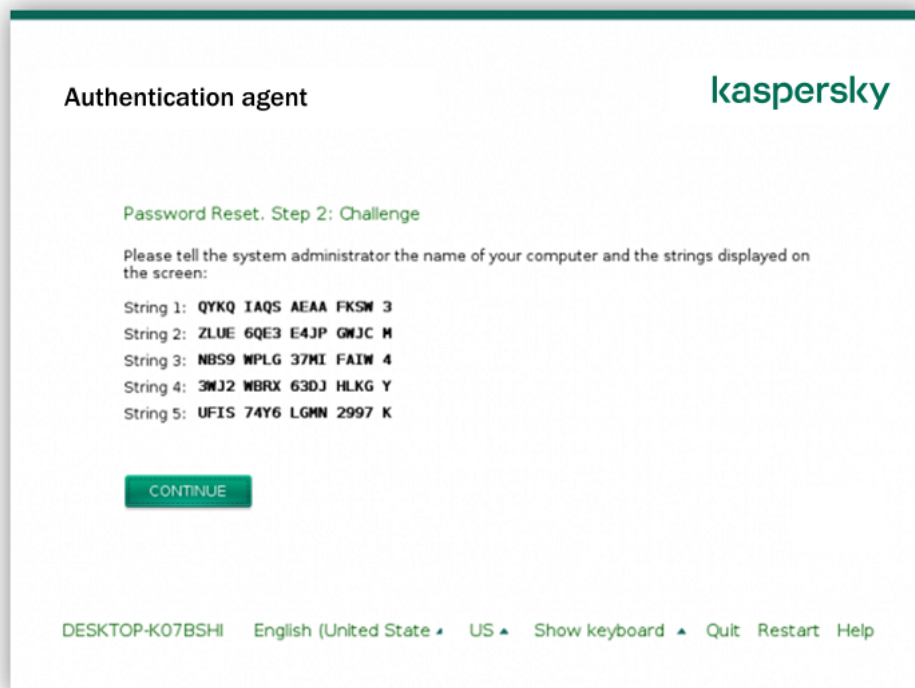 Authentication agent
kaspersky
Password Reset. Step 2: Challenge
Please tell the system administrator the name of your computer and the strings displayed on
the screen:
String 1: QYKQ IAQS AEAA FKSW 3
String 2: ZLUE 6QE3 E4JP GWJC M
String 3: NBS9 WPLG 37MI FAIW 4
String 4: 3WJ2 WBRX 63DJ HLKG Y
String 5: UFIS 74Y6 LGMN 2997 K
CONTINUE
DESKTOP-K07BSHI English (United State US Show keyboard Quit Restart Help